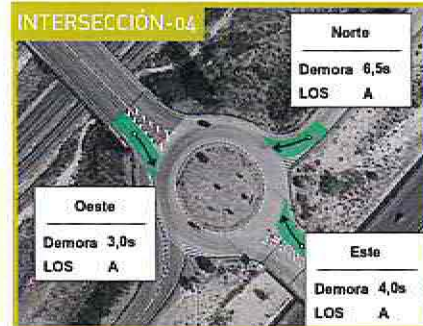 INTERSECCIÓN-04
Norte
Demora 6,5s
LOS A
Oeste
Demora 3,0s
LOS A
Este
Demora 4,0s
LOS A